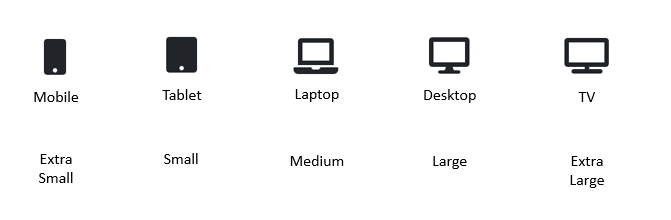 Mobile
Tablet
Laptop
Desktop
TV
Extra
Small
Small
Medium
Large
Extra
Large